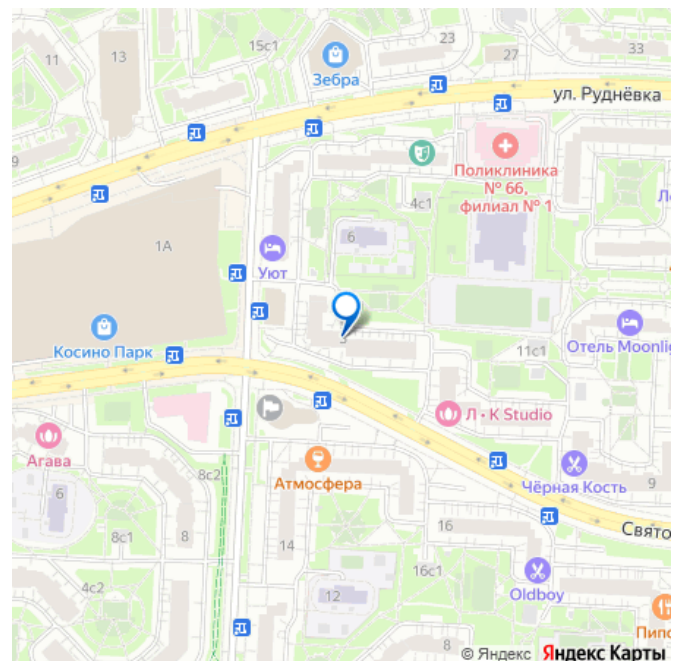 15с1
23
33
11
13
27
Зебра
ул. Руднёвка
9
Поликлиника
№ 66,
филиал № 1
4с1
6
1А
Уют
Косино Парк
11с1
Отель Moonli
Л • К Studio
Агава
8с2
Атмосфера
Чёрная Кость
9
6
8с1
8
14
16
Свято
16с1
4с2
12
Oldboy
8
Пипс
© Яндекс Яндекс Карты